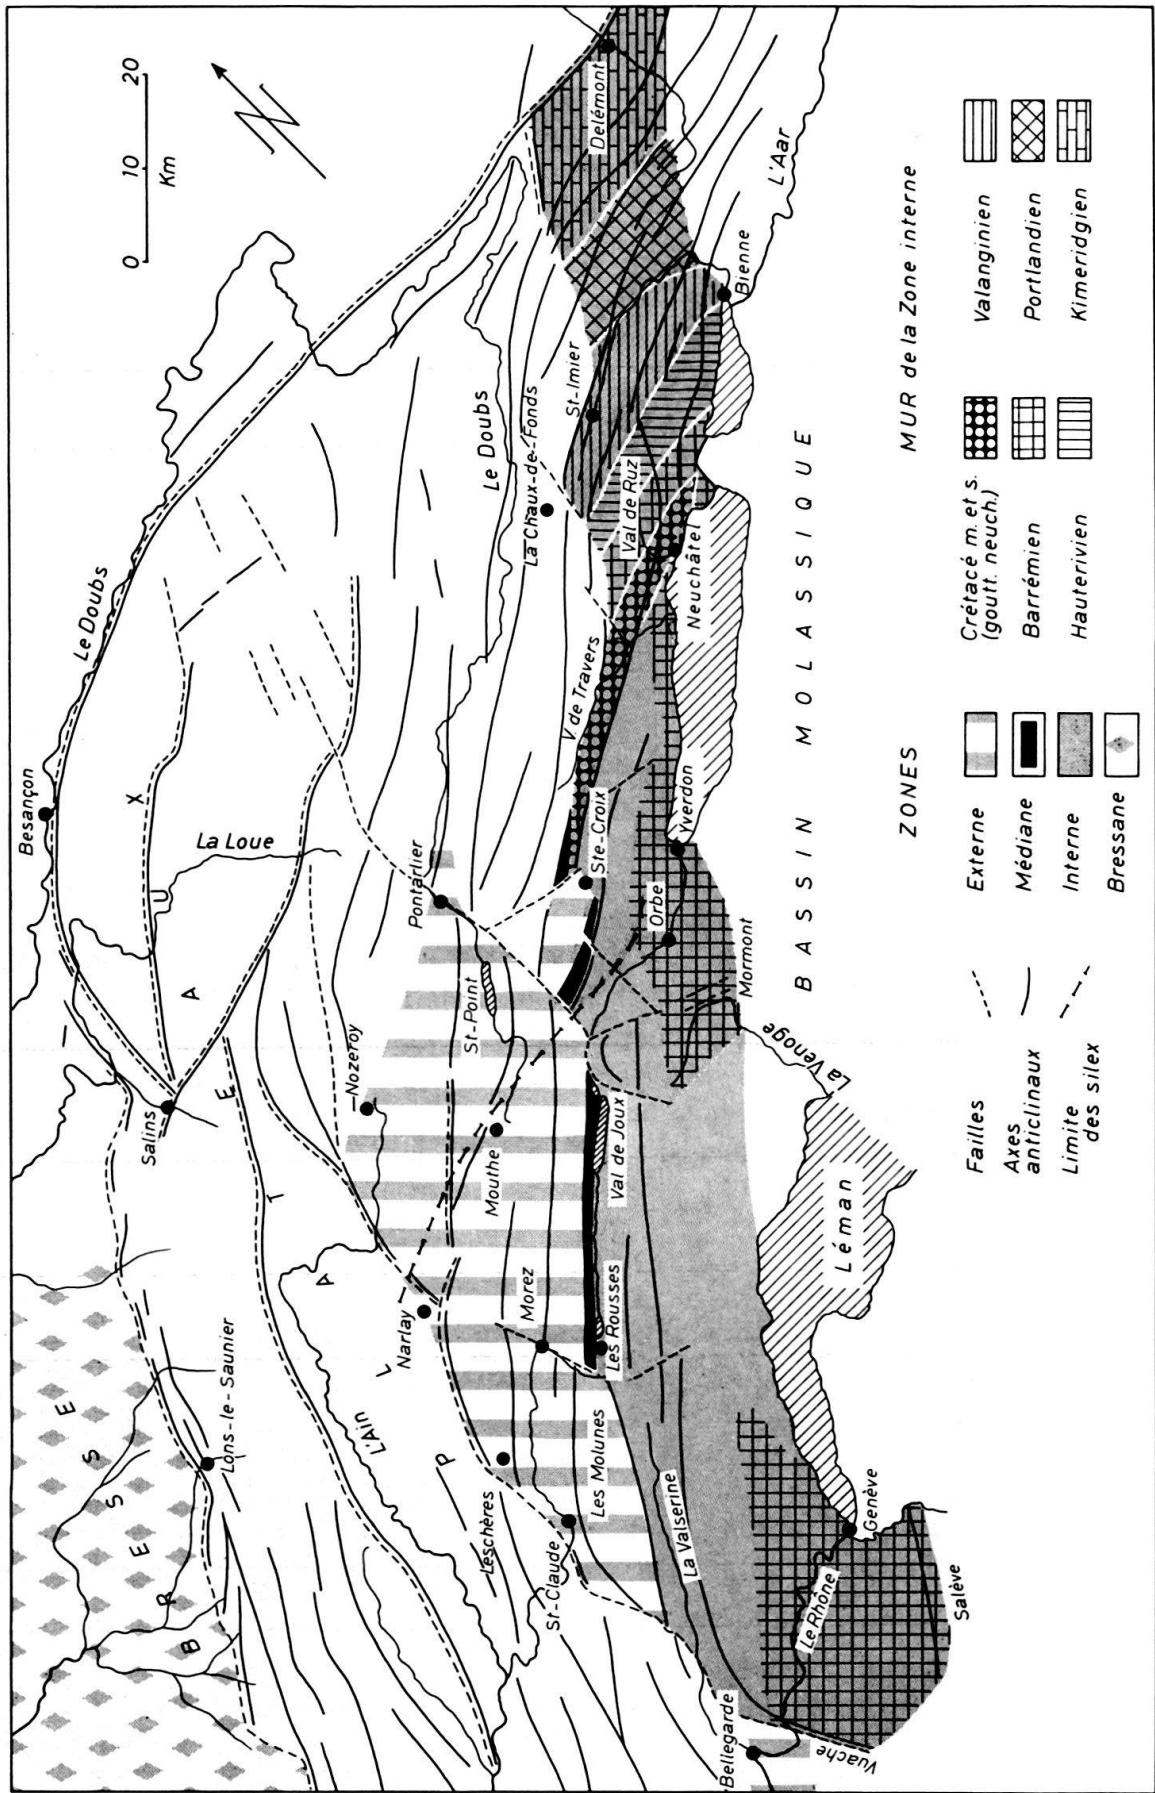 BRESSE
PLATEAUX
BASSIN MOLASSIQUE
Lons-le-Saunier
Salins
Besançon
Le Doubs
La Loue
L'Ain
Narlay
Nozeroy
Pontarlier
St-Point
Mouthe
Morez
Leschères
St-Claude
Les Molunes
Les Rousses
Val de Joux
La Valserine
Bellegarde
Vuache
Le Rhône
Genève
Salève
Léman
La Venoge
Mormont
Orbe
Yverdon
Ste-Croix
V. de Travers
Neuchâtel
Val de Ruz
La Chaux-de-Fonds
Le Doubs
St-Imier
Bienne
L'Aar
Delémont
0 10 20
Km
N
Failles
Axes
anticlinaux
Limite
des silex
ZONES
Externe
Médiane
Interne
Bressane
MUR de la Zone interne
Crétacé m. et s.
(goutt. neuch.)
Barrémien
Hauterivien
Valanginien
Portlandien
Kimeridgien